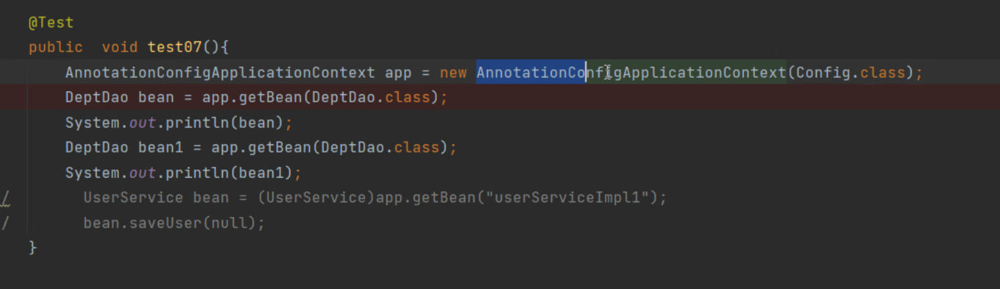 @Test
public  void test07(){
AnnotationConfigApplicationContext app = new AnnotationConfigApplicationContext(Config.class);
DeptDao bean = app.getBean(DeptDao.class);
System.out.println(bean);
DeptDao bean1 = app.getBean(DeptDao.class);
System.out.println(bean1);
/ UserService bean = (UserService)app.getBean("userServiceImpl1");
/ bean.saveUser(null);
}